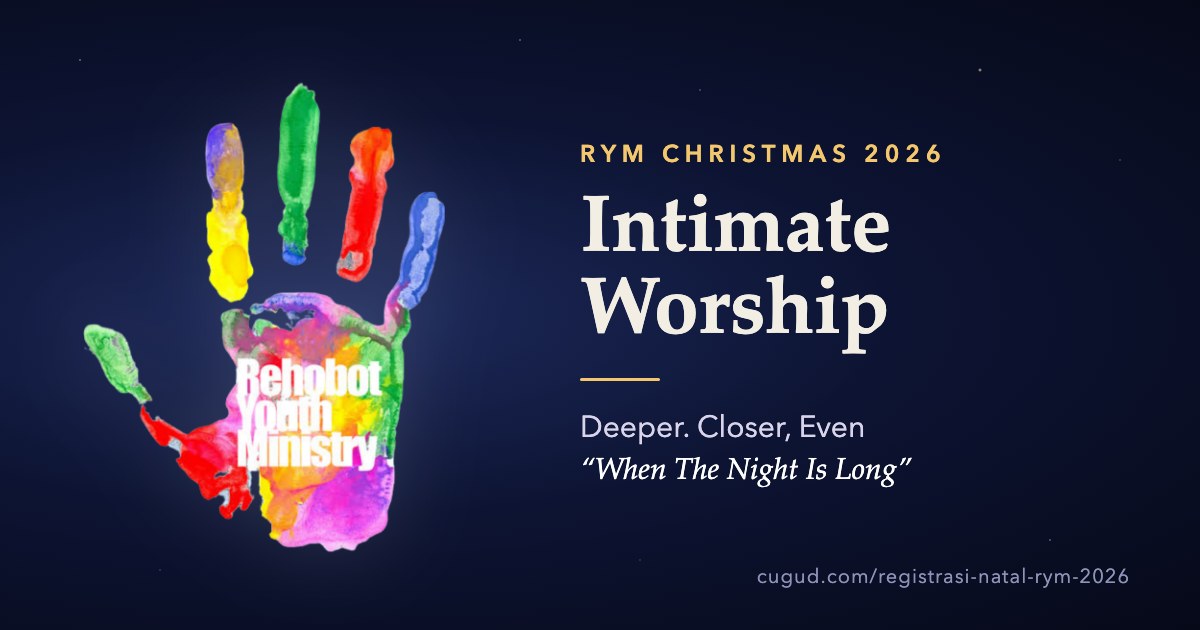 RYM CHRISTMAS 2026
Intimate
Worship
Deeper. Closer, Even
“When The Night Is Long”
Rehobot
Youth
Ministry
cugud.com/registrasi-natal-rym-2026